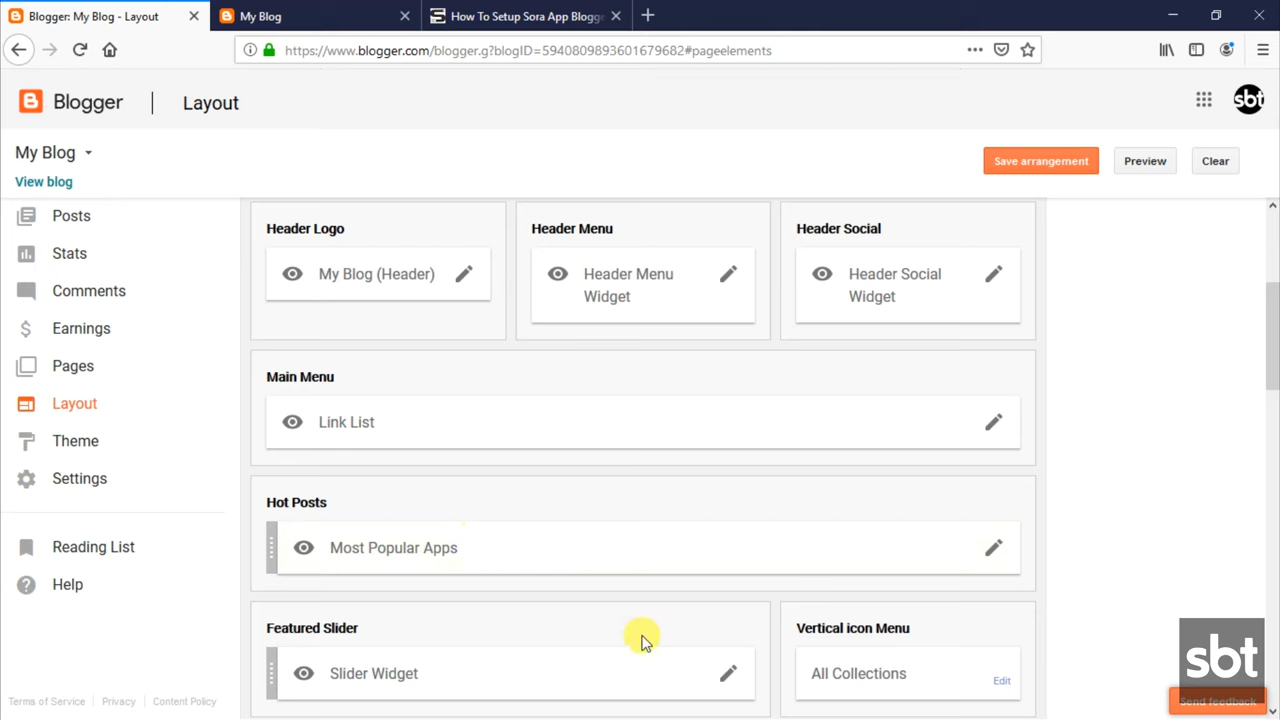 Blogger: My Blog - Layout
My Blog
How To Setup Sora App Blogge
https://www.blogger.com/blogger.g?blogID=5940809893601679682#pageelements
Blogger
Layout
sbt
My Blog
View blog
Save arrangement
Preview
Clear
Posts
Stats
Comments
Earnings
Pages
Layout
Theme
Settings
Reading List
Help
Terms of Service
Privacy
Content Policy
Header Logo
My Blog (Header)
Header Menu
Header Menu
Widget
Header Social
Header Social
Widget
Main Menu
Link List
Hot Posts
Most Popular Apps
Featured Slider
Slider Widget
Vertical icon Menu
All Collections
Edit
sbt
Send feedback